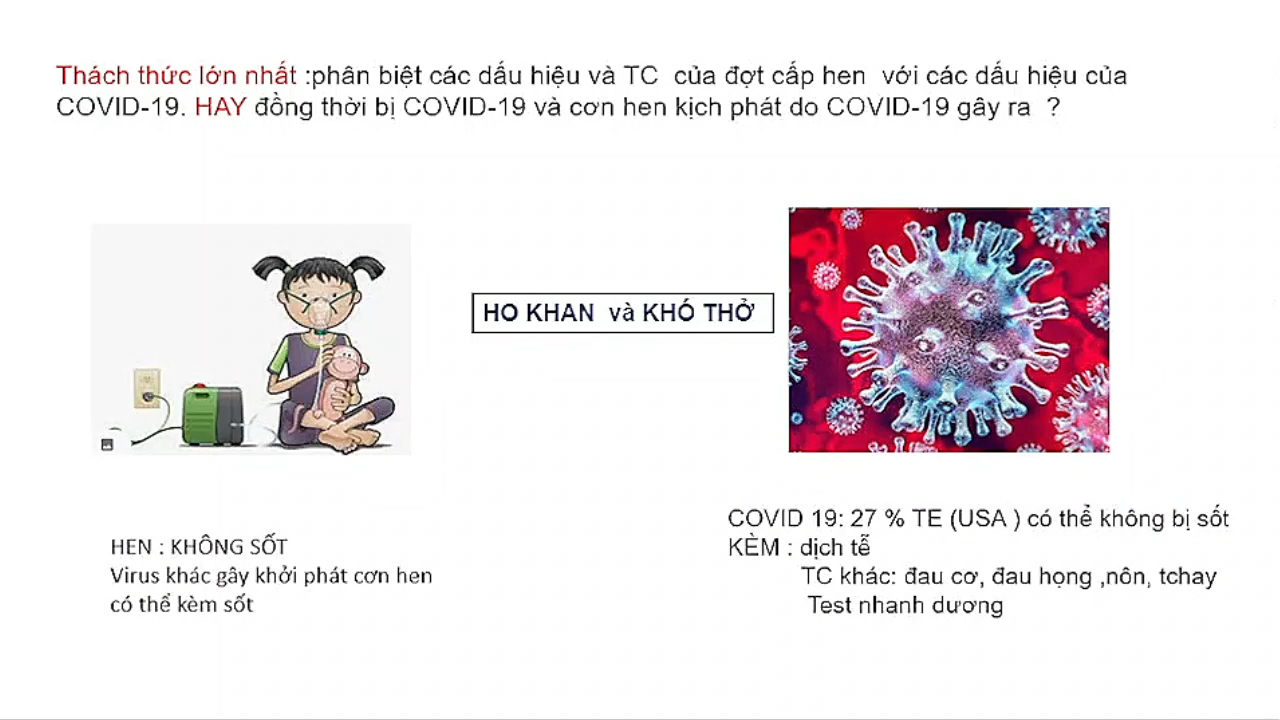 Thách thức lớn nhất :phân biệt các dấu hiệu và TC của đợt cấp hen với các dấu hiệu của
COVID-19. HAY đồng thời bị COVID-19 và cơn hen kịch phát do COVID-19 gây ra ?
HO KHAN và KHÓ THỞ
HEN : KHÔNG SỐT
Virus khác gây khởi phát cơn hen
có thể kèm sốt
COVID 19: 27 % TE (USA ) có thể không bị sốt
KÈM : dịch tễ
TC khác: đau cơ, đau họng ,nôn, tchay
Test nhanh dương